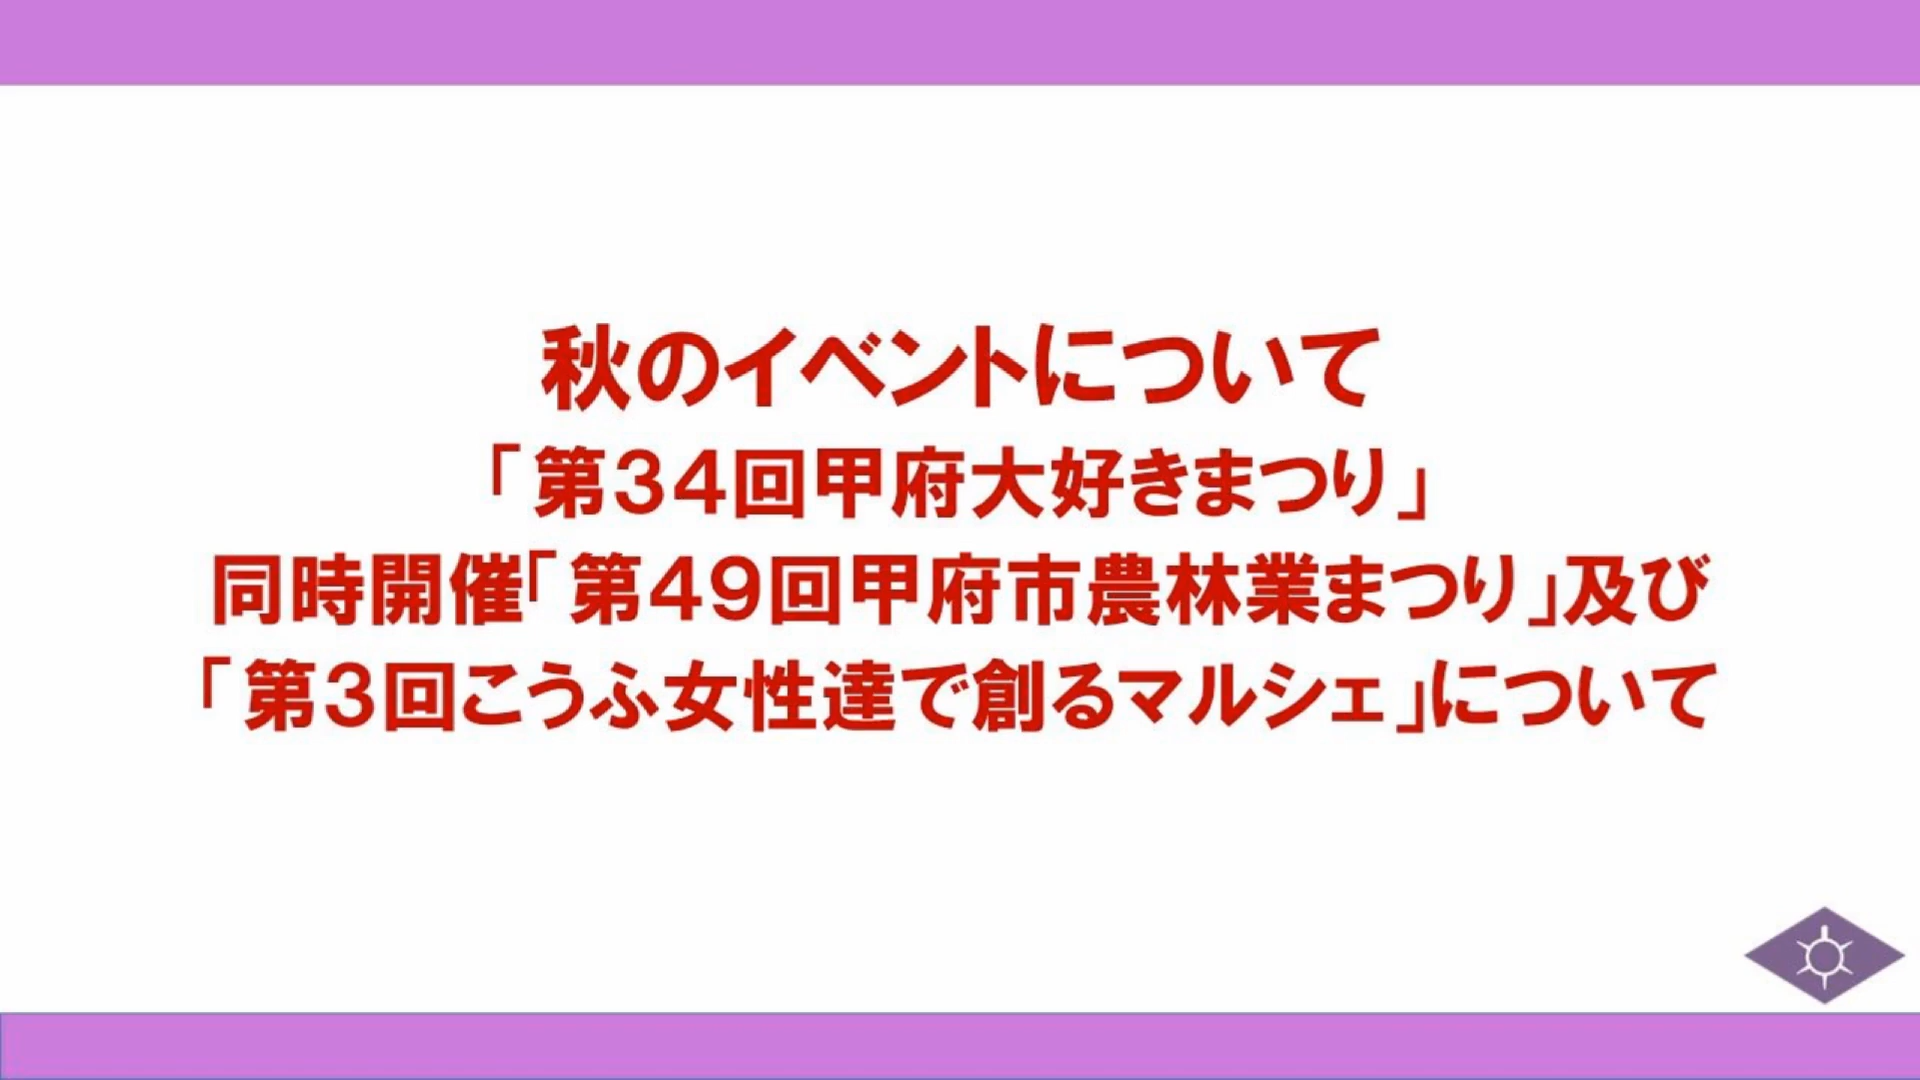 秋のイベントについて
「第34回甲府大好きまつり」
同時開催「第49回甲府市農林業まつり」及び
「第3回こうふ女性達で創るマルシェ」について